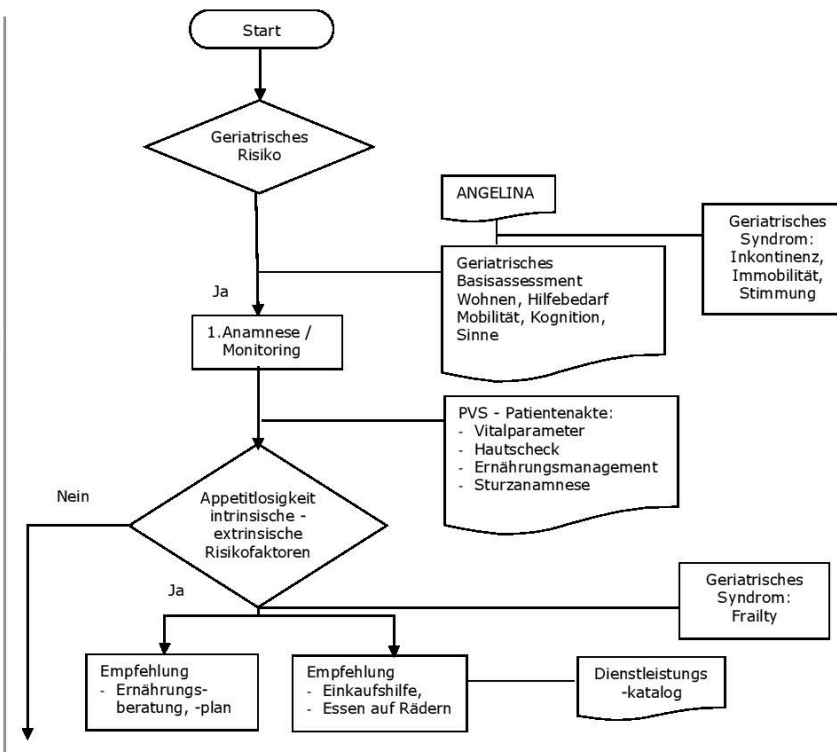 Start
Geriatrisches
Risiko
ANGELINA
Geriatrisches
Syndrom:
Inkontinenz,
Immobilität,
Stimmung
Geriatrisches
Basisassessment
Wohnen, Hilfebedarf
Mobilität, Kognition,
Sinne
Ja
1.Anamnese /
Monitoring
PVS - Patientenakte:
- Vitalparameter
- Hautscheck
- Ernährungsmanagement
- Sturzanamnese
Nein
Appetitlosigkeit
intrinsische -
extrinsische
Risikofaktoren
Ja
Geriatrisches
Syndrom:
Frailty
Empfehlung
- Ernährungs-
beratung, -plan
Empfehlung
- Einkaufshilfe,
- Essen auf Rädern
Dienstleistungs
-katalog